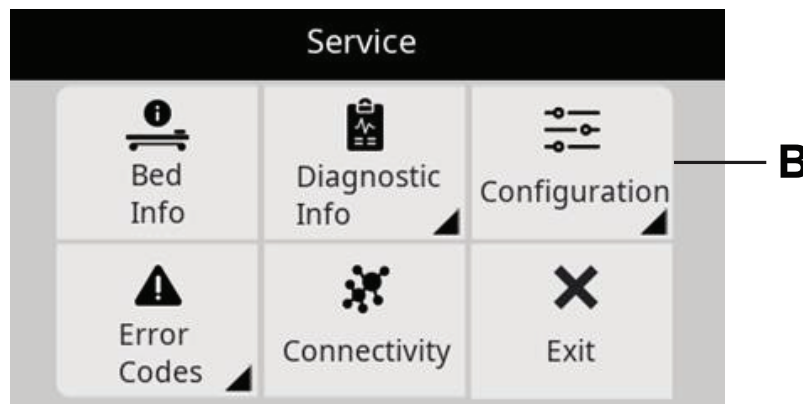 Service
Bed
Info
Diagnostic
Info
Configuration
B
Error
Codes
Connectivity
Exit